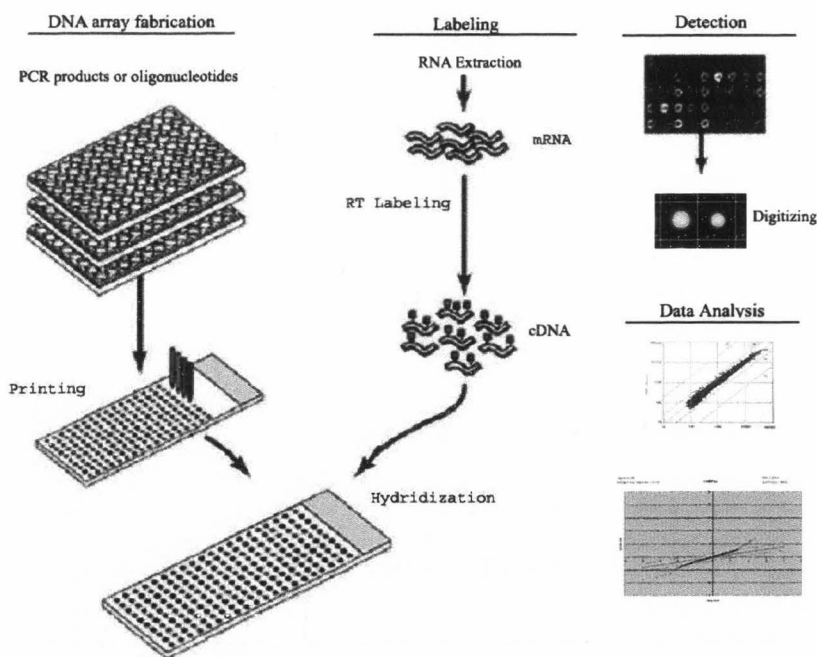 DNA array fabrication
PCR products or oligonucleotides
Printing
Labeling
RNA Extraction
mRNA
RT Labeling
cDNA
Hydridization
Detection
Digitizing
Data Analysis